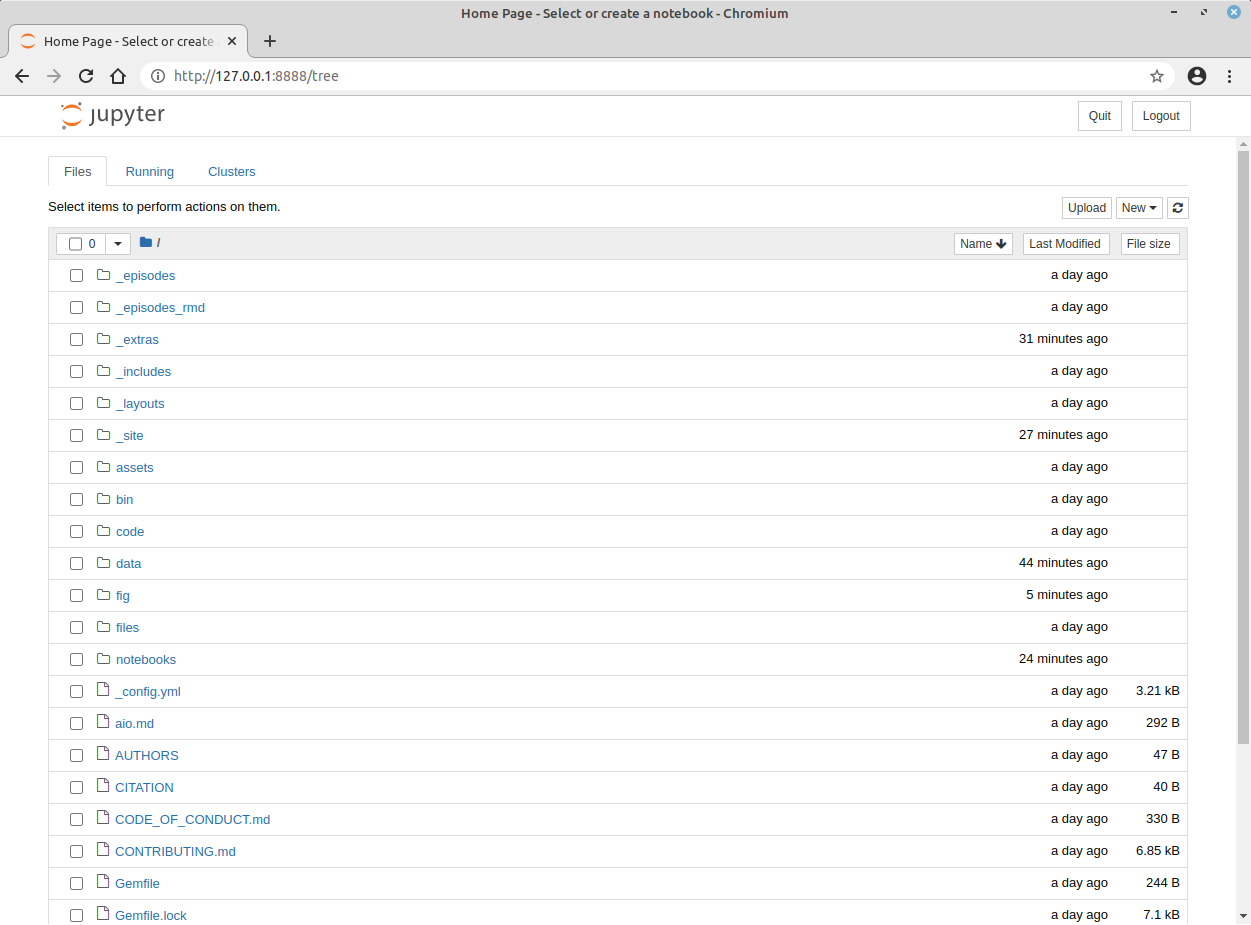 Home Page - Select or create a notebook - Chromium
Home Page - Select or create
http://127.0.0.1:8888/tree
jupyter Quit Logout
Files Running Clusters
Select items to perform actions on them. Upload New
0 / Name Last Modified File size
_episodes a day ago
_episodes_rmd a day ago
_extras 31 minutes ago
_includes a day ago
_layouts a day ago
_site 27 minutes ago
assets a day ago
bin a day ago
code a day ago
data 44 minutes ago
fig 5 minutes ago
files a day ago
notebooks 24 minutes ago
_config.yml a day ago 3.21 kB
aio.md a day ago 292 B
AUTHORS a day ago 47 B
CITATION a day ago 40 B
CODE_OF_CONDUCT.md a day ago 330 B
CONTRIBUTING.md a day ago 6.85 kB
Gemfile a day ago 244 B
Gemfile.lock a day ago 7.1 kB